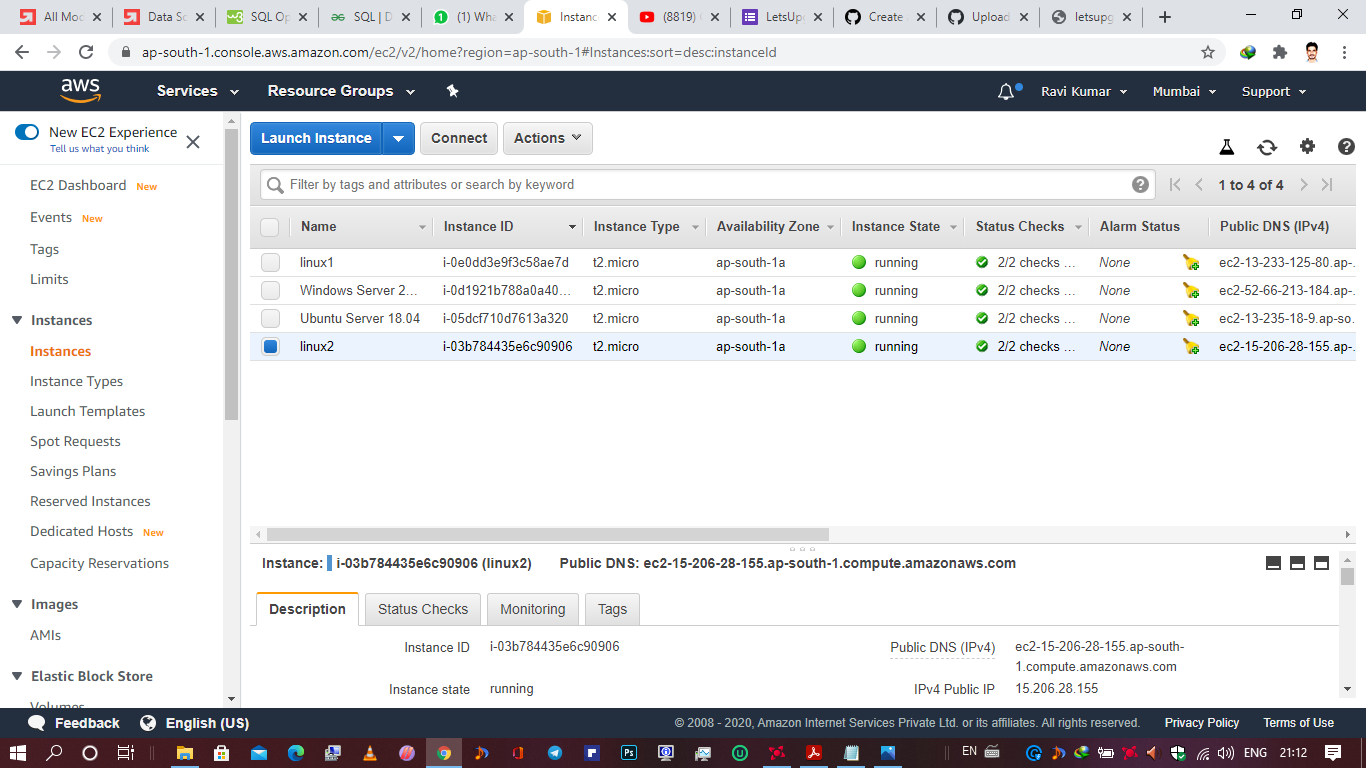 All Mod
Data Sc
SQL Op
SQL | D
(1) Wha
Instanc
(8819)
LetsUp
Create
Upload
letsupg
ap-south-1.console.aws.amazon.com/ec2/v2/home?region=ap-south-1#Instances:sort=desc:instanceId
aws
Services
Resource Groups
Ravi Kumar
Mumbai
Support
New EC2 Experience
Tell us what you think
EC2 Dashboard New
Events New
Tags
Limits
Instances
Instances
Instance Types
Launch Templates
Spot Requests
Savings Plans
Reserved Instances
Dedicated Hosts New
Capacity Reservations
Images
AMIs
Elastic Block Store
Volumes
Launch Instance
Connect
Actions
Filter by tags and attributes or search by keyword
1 to 4 of 4
Name Instance ID Instance Type Availability Zone Instance State Status Checks Alarm Status Public DNS (IPv4)
linux1 i-0e0dd3e9f3c58ae7d t2.micro ap-south-1a running 2/2 checks ... None ec2-13-233-125-80.ap-...
Windows Server 2... i-0d1921b788a0a40... t2.micro ap-south-1a running 2/2 checks ... None ec2-52-66-213-184.ap-...
Ubuntu Server 18.04 i-05dcf710d7613a320 t2.micro ap-south-1a running 2/2 checks ... None ec2-13-235-18-9.ap-so...
linux2 i-03b784435e6c90906 t2.micro ap-south-1a running 2/2 checks ... None ec2-15-206-28-155.ap-...
Instance: i-03b784435e6c90906 (linux2) Public DNS: ec2-15-206-28-155.ap-south-1.compute.amazonaws.com
Description
Status Checks
Monitoring
Tags
Instance ID i-03b784435e6c90906
Public DNS (IPv4) ec2-15-206-28-155.ap-south-
1.compute.amazonaws.com
Instance state running
IPv4 Public IP 15.206.28.155
Feedback
English (US)
© 2008 - 2020, Amazon Internet Services Private Ltd. or its affiliates. All rights reserved.
Privacy Policy
Terms of Use
EN
ENG
21:12